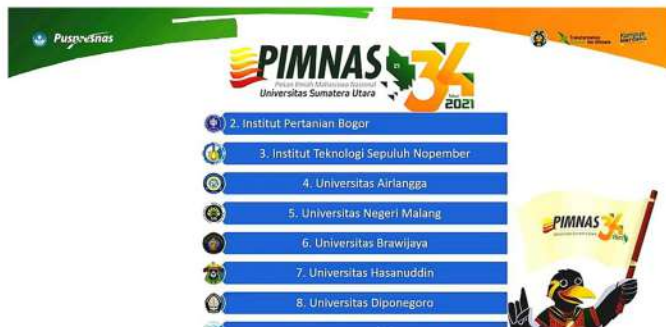 Puspresnas
PIMNAS
Pekan Ilmiah Mahasiswa Nasional
Universitas Sumatera Utara
34
2021
2. Institut Pertanian Bogor
3. Institut Teknologi Sepuluh Nopember
4. Universitas Airlangga
5. Universitas Negeri Malang
6. Universitas Brawijaya
7. Universitas Hasanuddin
8. Universitas Diponegoro
PIMNAS 34